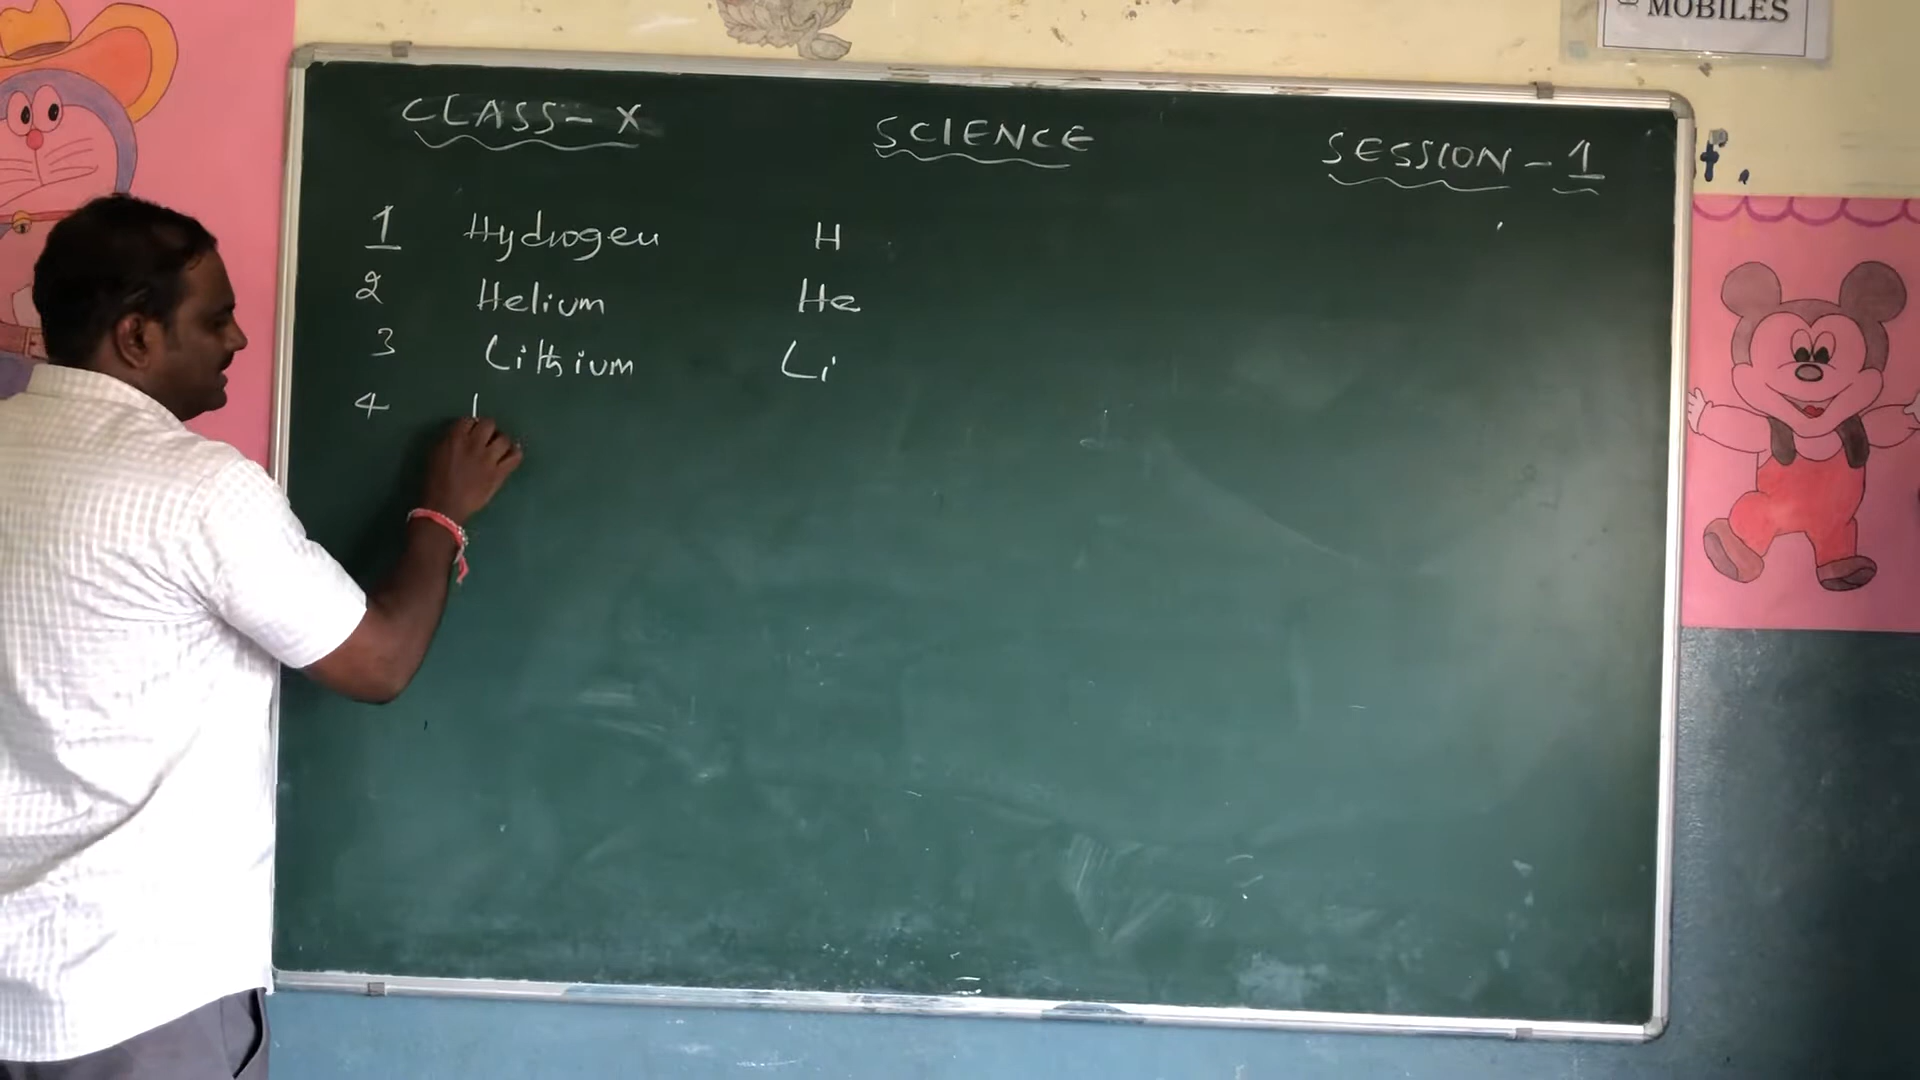 MOBILES
CLASS - X SCIENCE SESSION - 1
1 Hydrogen H
2 Helium He
3 Lithium Li
4